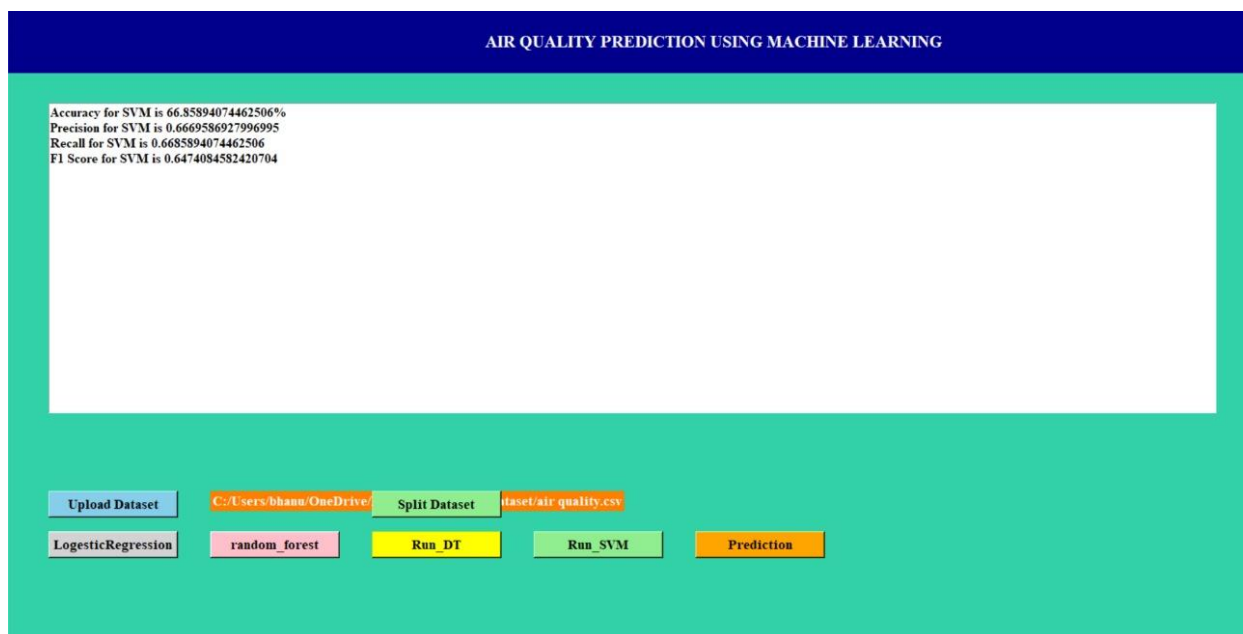 AIR QUALITY PREDICTION USING MACHINE LEARNING
Accuracy for SVM is 66.85894074462506%
Precision for SVM is 0.6669586927996995
Recall for SVM is 0.6685894074462506
F1 Score for SVM is 0.6474084582420704
Upload Dataset C:/Users/bhanu/OneDrive/ Split Dataset taset/air quality.csv
LogesticRegression random_forest Run_DT Run_SVM Prediction